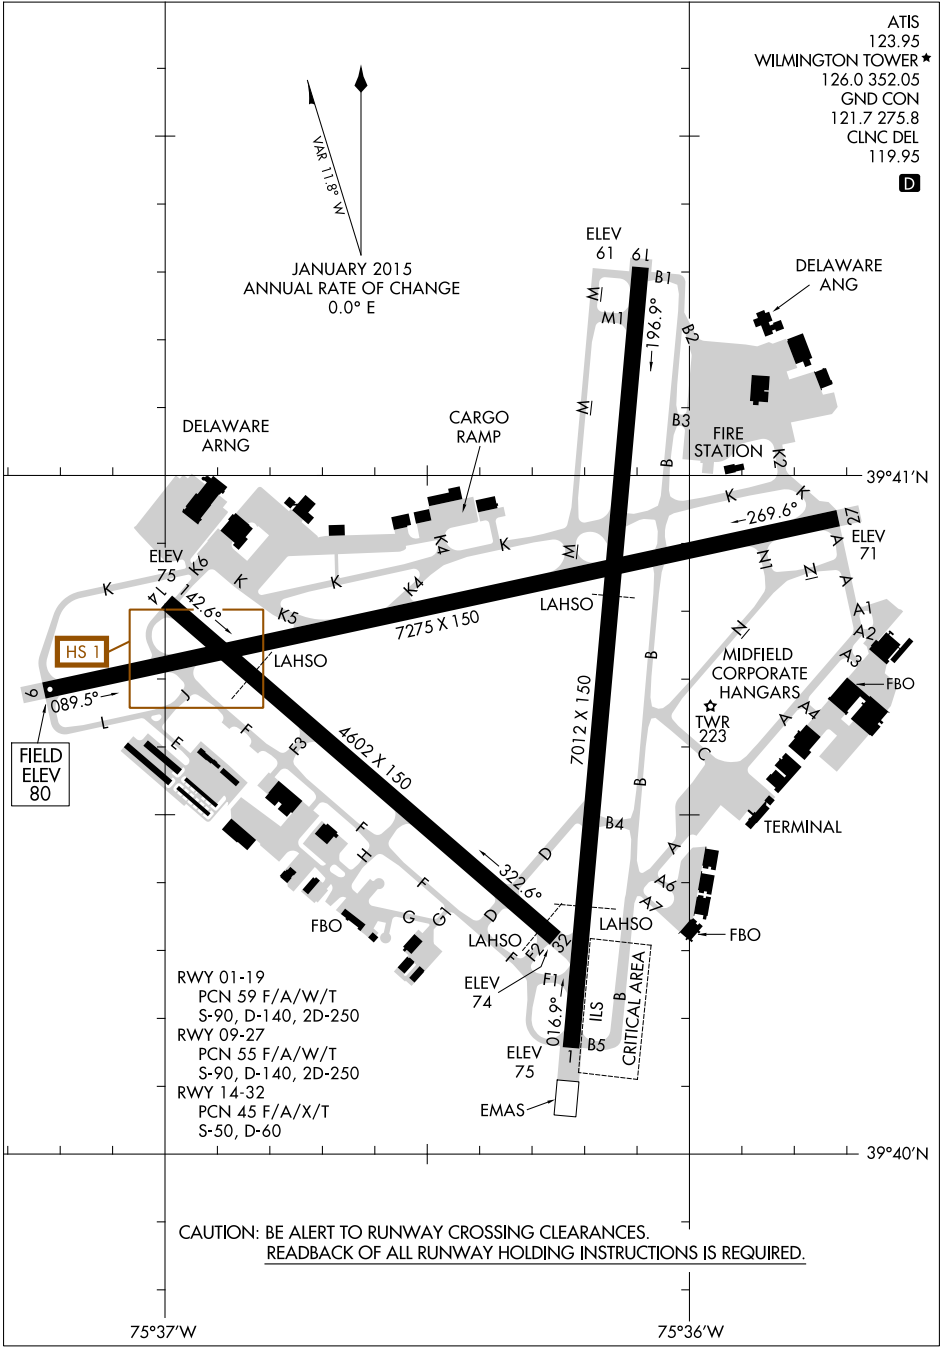 ATIS
123.95
WILMINGTON TOWER★
126.0 352.05
GND CON
121.7 275.8
CLNC DEL
119.95
D
VAR 11.8° W
JANUARY 2015
ANNUAL RATE OF CHANGE
0.0° E
ELEV
61
19
B1
M
M1
196.9°
B2
DELAWARE
ANG
M
B3
FIRE
STATION
K2
B
DELAWARE
ARNG
CARGO
RAMP
39°41'N
K
K
269.6°
27
ELEV
71
A
K4
K
M
N1
N
A
ELEV
75
K6
K
K
K
K4
14
142.6°
K5
7275 X 150
LAHSO
A1
A2
A3
HS 1
LAHSO
N
B
MIDFIELD
CORPORATE
HANGARS
FBO
9
089.5°
J
L
E
F
F3
4602 X 150
7012 X 150
TWR
223
A
A4
C
FIELD
ELEV
80
B
TERMINAL
F
H
B4
D
A
F
322.6°
A6
A7
G
G1
D
FBO
LAHSO
F
F2
32
LAHSO
FBO
ELEV
74
F1
016.9°
ILS
CRITICAL AREA
B
B5
1
ELEV
75
EMAS
RWY 01-19
PCN 59 F/A/W/T
S-90, D-140, 2D-250
RWY 09-27
PCN 55 F/A/W/T
S-90, D-140, 2D-250
RWY 14-32
PCN 45 F/A/X/T
S-50, D-60
39°40'N
CAUTION: BE ALERT TO RUNWAY CROSSING CLEARANCES.
READBACK OF ALL RUNWAY HOLDING INSTRUCTIONS IS REQUIRED.
75°37'W
75°36'W